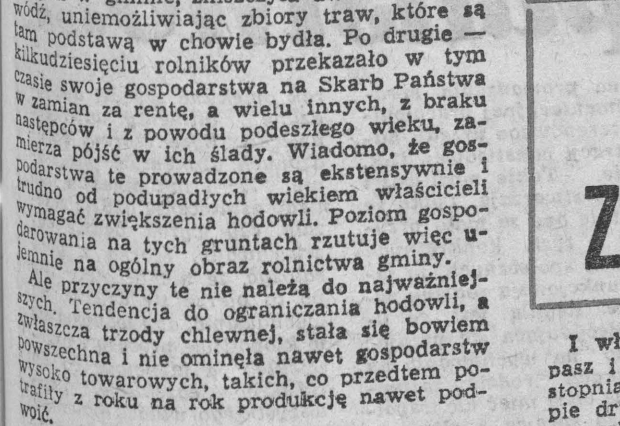 wódź, uniemożliwiając zbiory traw, które są
tam podstawą w chowie bydła. Po drugie —
kilkudziesięciu rolników przekazało w tym
czasie swoje gospodarstwa na Skarb Państwa
w zamian za rentę, a wielu innych, z braku
następców i z powodu podeszłego wieku, za-
mierza pójść w ich ślady. Wiadomo, że gos-
podarstwa te prowadzone są ekstensywnie i
trudno od podupadłych wiekiem właścicieli
wymagać zwiększenia hodowli. Poziom gospo-
darowania na tych gruntach rzutuje więc u-
jemnie na ogólny obraz rolnictwa gminy.
Ale przyczyny te nie należą do najważniej-
szych. Tendencja do ograniczania hodowli, a
zwłaszcza trzody chlewnej, stała się bowiem
powszechna i nie ominęła nawet gospodarstw
wysoko towarowych, takich, co przedtem po-
trafiły z roku na rok produkcję nawet pod-
woić.
Z
I wł
pasz i
stopnia
pie dr